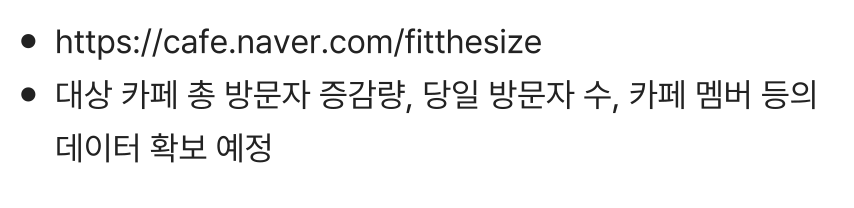 • https://cafe.naver.com/fitthesize
• 대상 카페 총 방문자 증감량, 당일 방문자 수, 카페 멤버 등의
데이터 확보 예정